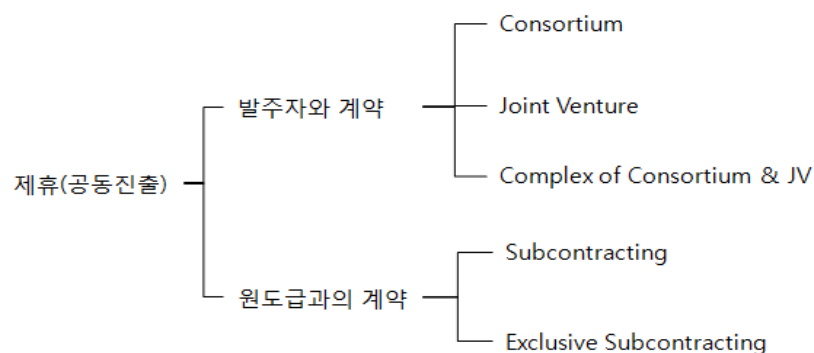 제휴(공동진출)
발주자와 계약
Consortium
Joint Venture
Complex of Consortium & JV
원도급과의 계약
Subcontracting
Exclusive Subcontracting